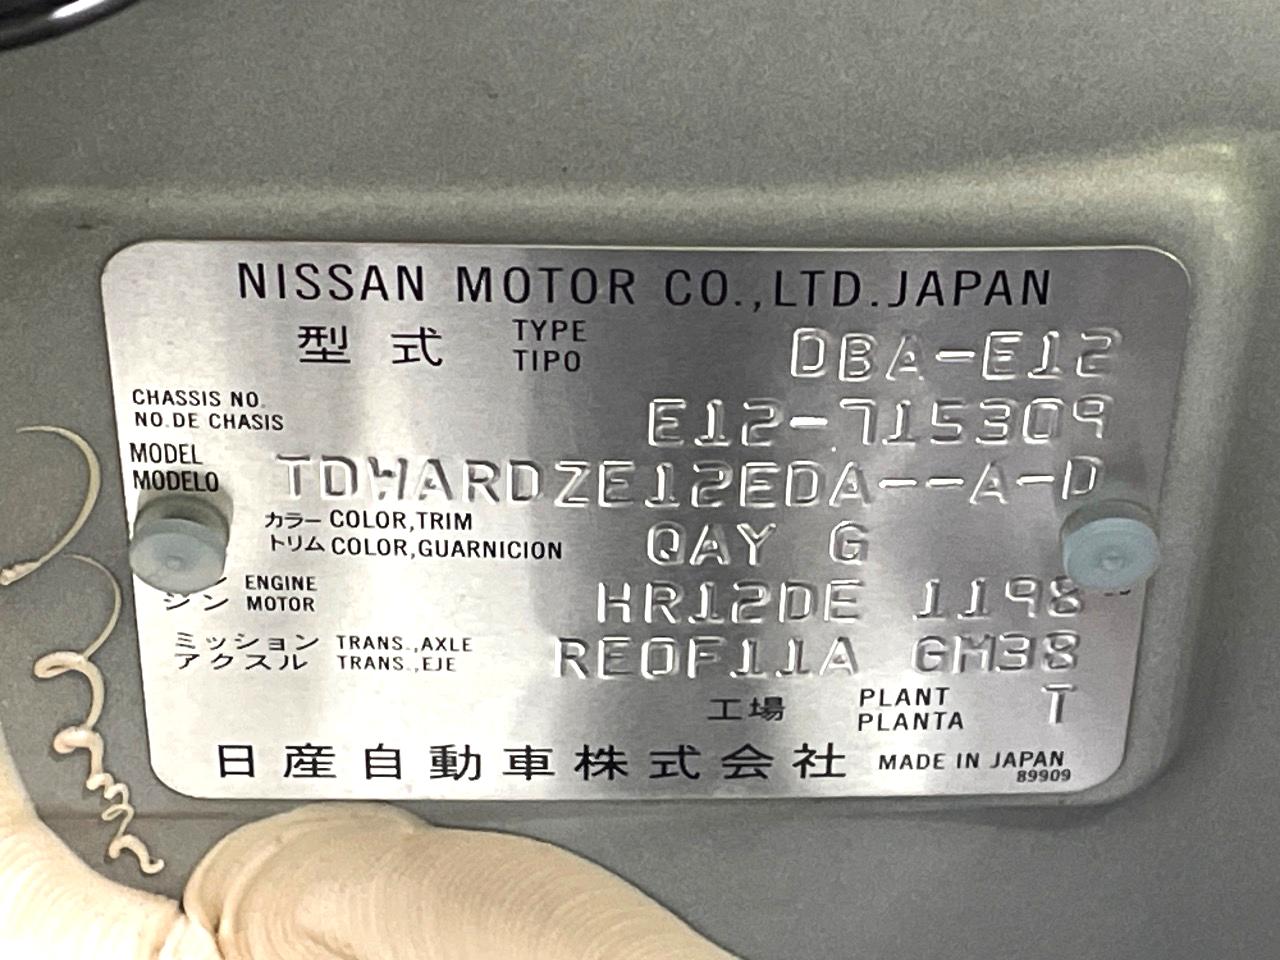 NISSAN MOTOR CO.,LTD.JAPAN
型式 TYPE TIPO DBA-E12
CHASSIS NO. NO.DE CHASIS E12-715309
MODEL MODELO TDWARDZE12EDA--A-D
カラー COLOR,TRIM
トリム COLOR,GUARNICION QAY G
ENGINE
ジン MOTOR HR12DE 1198
ミッション TRANS.,AXLE
アクスル TRANS.,EJE RE0F11A GM38
工場 PLANT PLANTA T
日産自動車株式会社 MADE IN JAPAN
89909